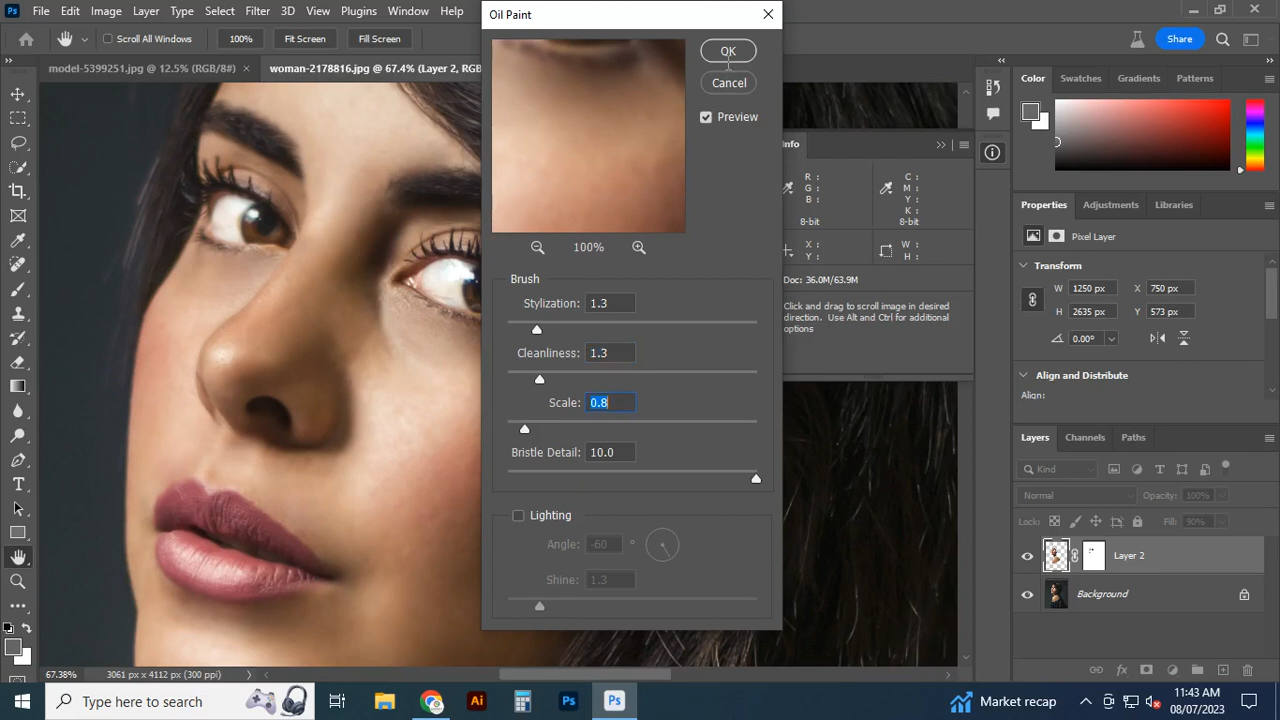 Ps File Edit Image Layer Type Select Filter 3D View Plugins Window Help
Oil Paint
Scroll All Windows 100% Fit Screen Fill Screen
OK
Share
model-5399251.jpg @ 12.5% (RGB/8#)
woman-2178816.jpg @ 67.4% (Layer 2, RGB
Cancel
Preview
100%
Brush
Stylization: 1.3
Cleanliness: 1.3
Scale: 0.8
Bristle Detail: 10.0
Lighting
Angle: -60 °
Shine: 1.3
Info
R :
G :
B :
8-bit
C :
M :
Y :
K :
8-bit
X :
Y :
W :
H :
Doc: 36.0M/63.9M
Click and drag to scroll image in desired
direction. Use Alt and Ctrl for additional
options
Color Swatches Gradients Patterns
Properties Adjustments Libraries
Pixel Layer
Transform
W 1250 px X 750 px
H 2635 px Y 573 px
0.00°
Align and Distribute
Align:
Layers Channels Paths
Kind
Normal Opacity: 100%
Lock: Fill: 90%
Layer 2
Background
67.38% 3061 px x 4112 px (300 ppi)
Type here to search
Ai
Ps
Ps
Market recap
11:43 AM
08/07/2023